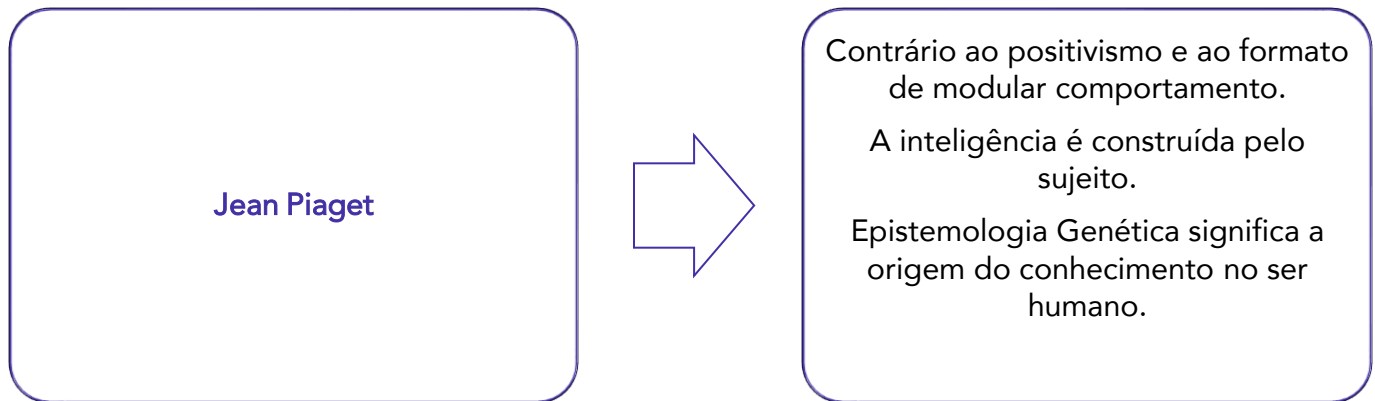 Jean Piaget
Contrário ao positivismo e ao formato
de modular comportamento.
A inteligência é construída pelo
sujeito.
Epistemologia Genética significa a
origem do conhecimento no ser
humano.